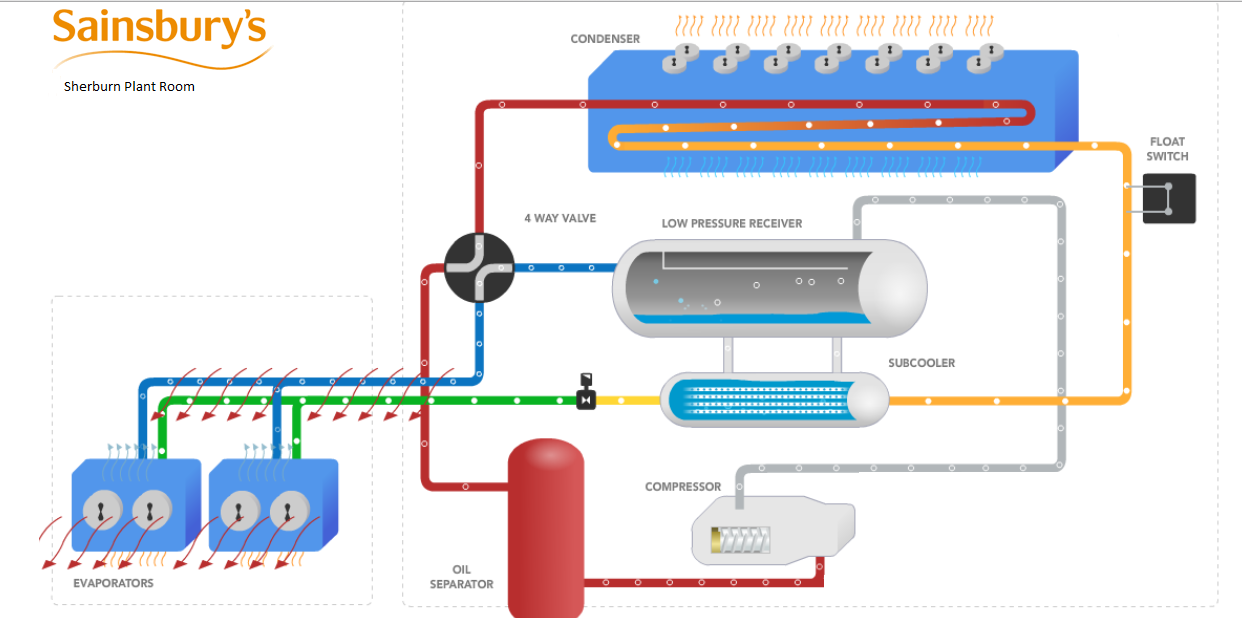 Sainsbury's
Sherburn Plant Room
CONDENSER
FLOAT
SWITCH
4 WAY VALVE
LOW PRESSURE RECEIVER
SUBCOOLER
COMPRESSOR
OIL
SEPARATOR
EVAPORATORS